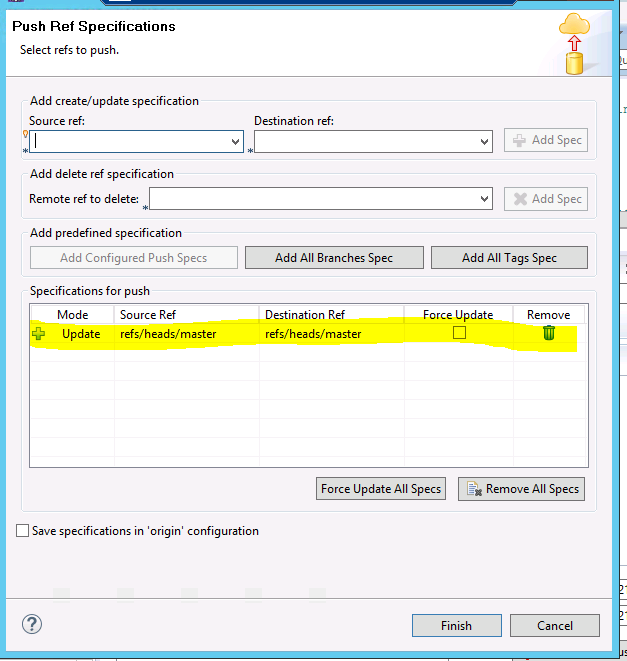 Push Ref Specifications
Select refs to push.
Add create/update specification
Source ref:
Destination ref:
* * Add Spec
Add delete ref specification
Remote ref to delete: * Add Spec
Add predefined specification
Add Configured Push Specs Add All Branches Spec Add All Tags Spec
Specifications for push
Mode Source Ref Destination Ref Force Update Remove
Update refs/heads/master refs/heads/master
Force Update All Specs Remove All Specs
Save specifications in 'origin' configuration
? Finish Cancel